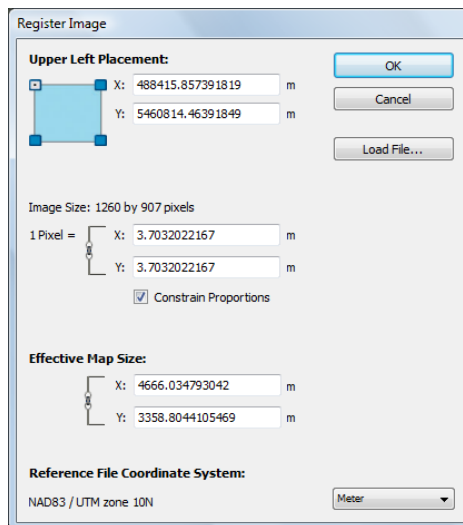 Register Image
Upper Left Placement:
X: 488415.857391819 m
Y: 5460814.46391849 m
OK
Cancel
Load File...
Image Size: 1260 by 907 pixels
1 Pixel = X: 3.7032022167 m
Y: 3.7032022167 m
Constrain Proportions
Effective Map Size:
X: 4666.034793042 m
Y: 3358.8044105469 m
Reference File Coordinate System:
NAD83 / UTM zone 10N Meter